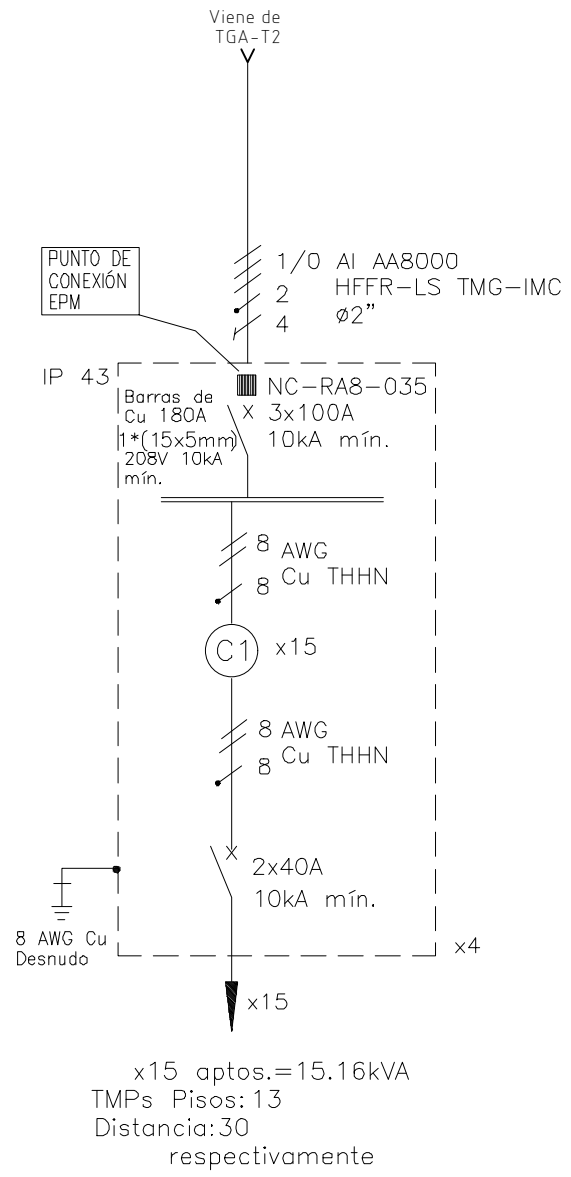 Viene de
TGA-T2
PUNTO DE
CONEXIÓN
EPM
1/0 Al AA8000
2 HFFR-LS TMG-IMC
4 ø2"
IP 43
NC-RA8-035
Barras de
Cu 180A
1*(15x5mm)
208V 10kA
mín.
3x100A
10kA mín.
8 AWG
Cu THHN
8
C1 x15
8 AWG
Cu THHN
8
2x40A
10kA mín.
8 AWG Cu
Desnudo
x4
x15
x15 aptos.=15.16kVA
TMPs Pisos:13
Distancia:30
respectivamente